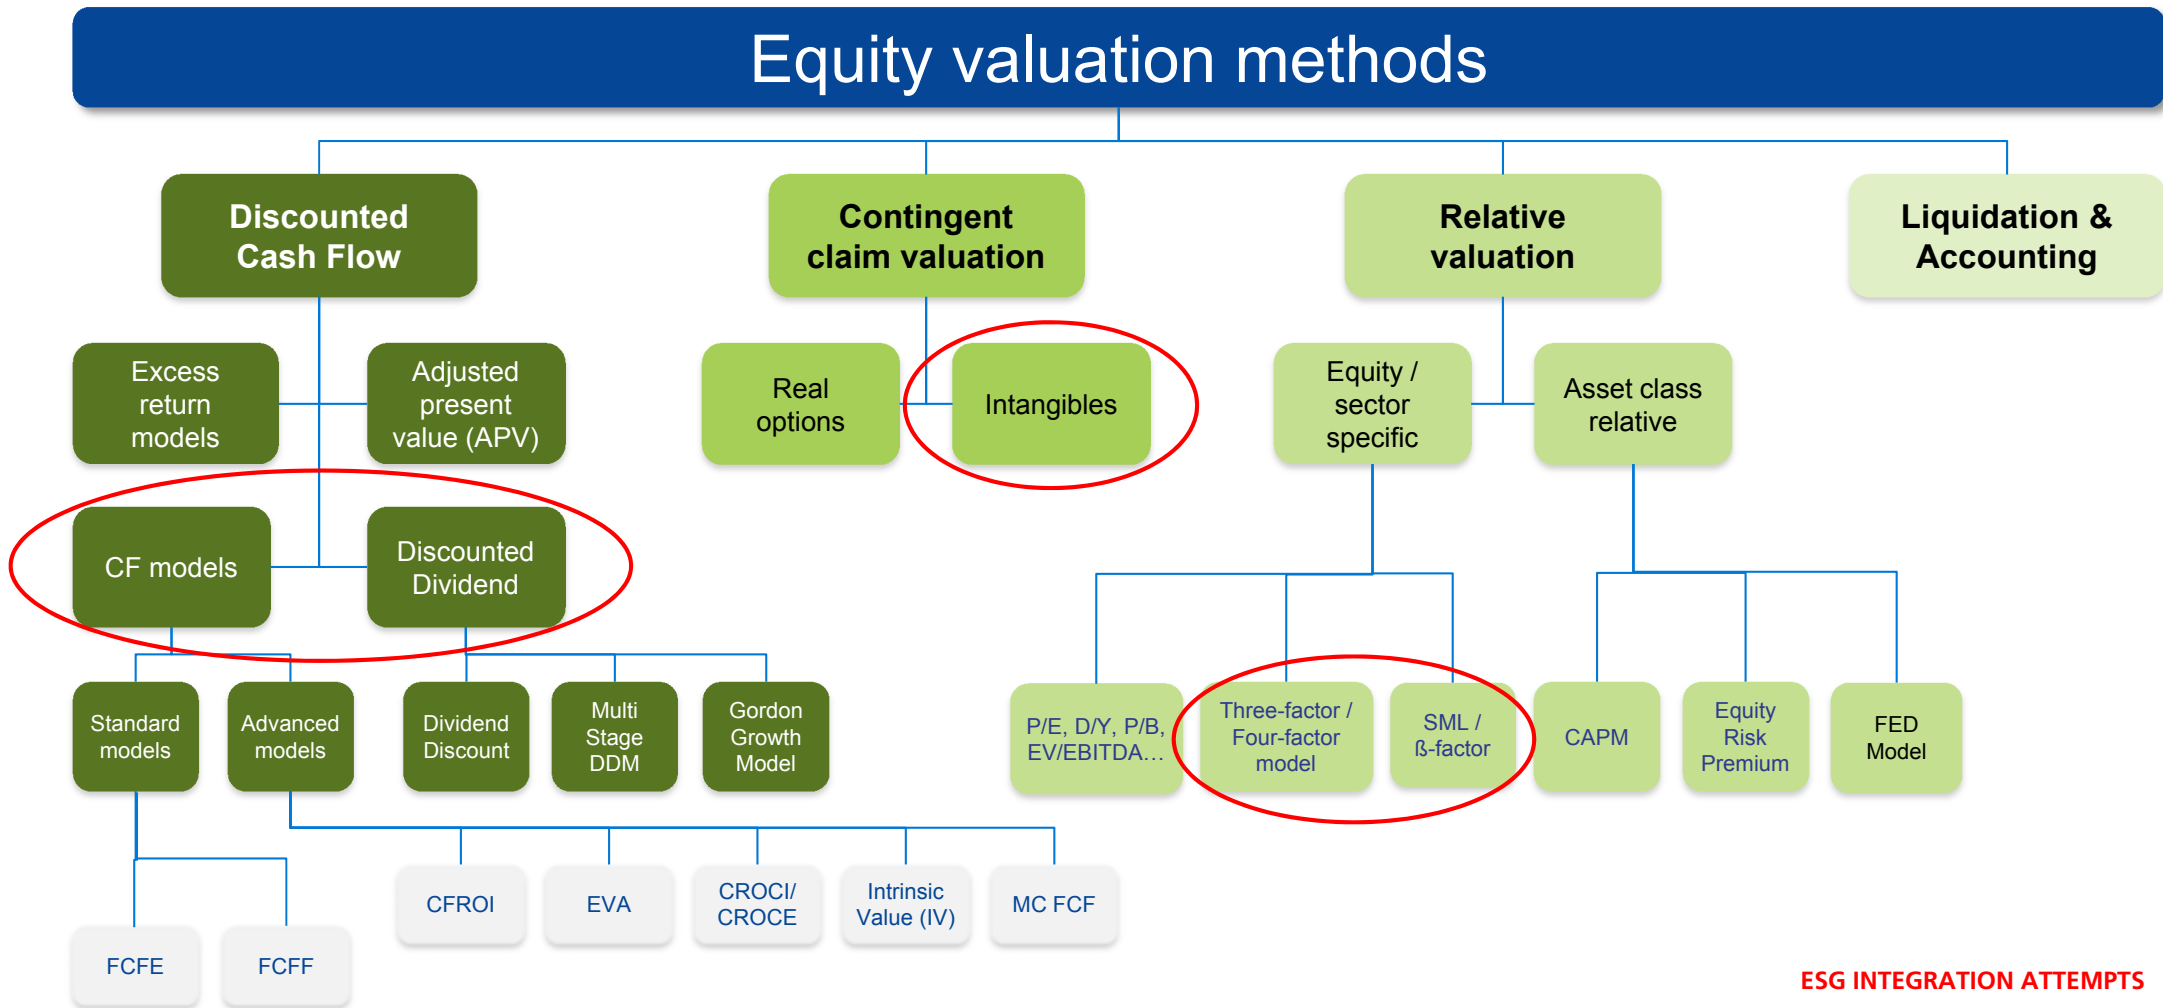 Equity valuation methods
Discounted
Cash Flow
Contingent
claim valuation
Relative
valuation
Liquidation &
Accounting
Excess
return
models
Adjusted
present
value (APV)
Real
options
Intangibles
Equity /
sector
specific
Asset class
relative
CF models
Discounted
Dividend
Standard
models
Advanced
models
Dividend
Discount
Multi
Stage
DDM
Gordon
Growth
Model
P/E, D/Y, P/B,
EV/EBITDA…
Three-factor /
Four-factor
model
SML /
ß-factor
CAPM
Equity
Risk
Premium
FED
Model
CFROI
EVA
CROCI/
CROCE
Intrinsic
Value (IV)
MC FCF
FCFE
FCFF
ESG INTEGRATION ATTEMPTS